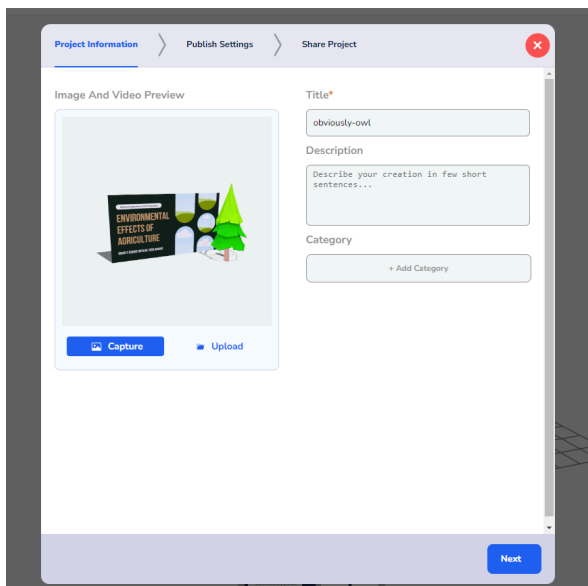 Project Information
Publish Settings
Share Project
Image And Video Preview
ENVIRONMENTAL
EFFECTS OF
AGRICULTURE
Capture
Upload
Title*
obviously-owl
Description
Describe your creation in few short
sentences...
Category
+ Add Category
Next